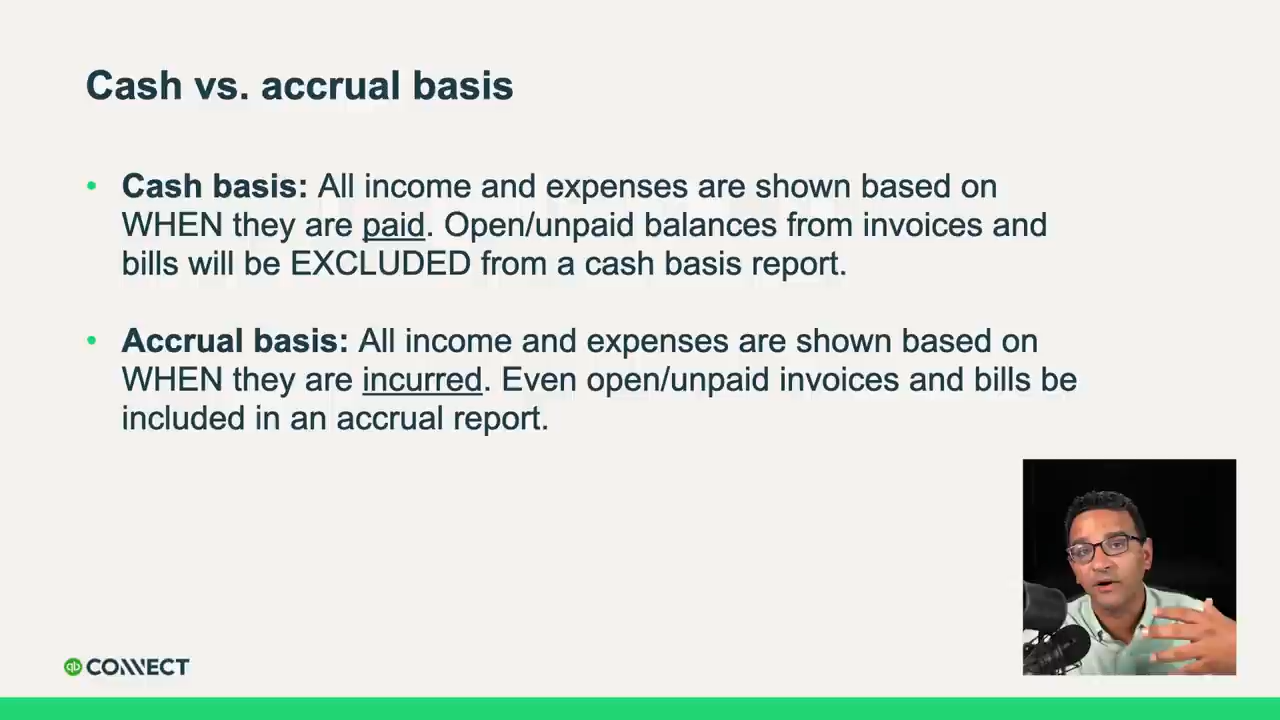 Cash vs. accrual basis
• Cash basis: All income and expenses are shown based on
WHEN they are paid. Open/unpaid balances from invoices and
bills will be EXCLUDED from a cash basis report.
• Accrual basis: All income and expenses are shown based on
WHEN they are incurred. Even open/unpaid invoices and bills be
included in an accrual report.
qb CONNECT